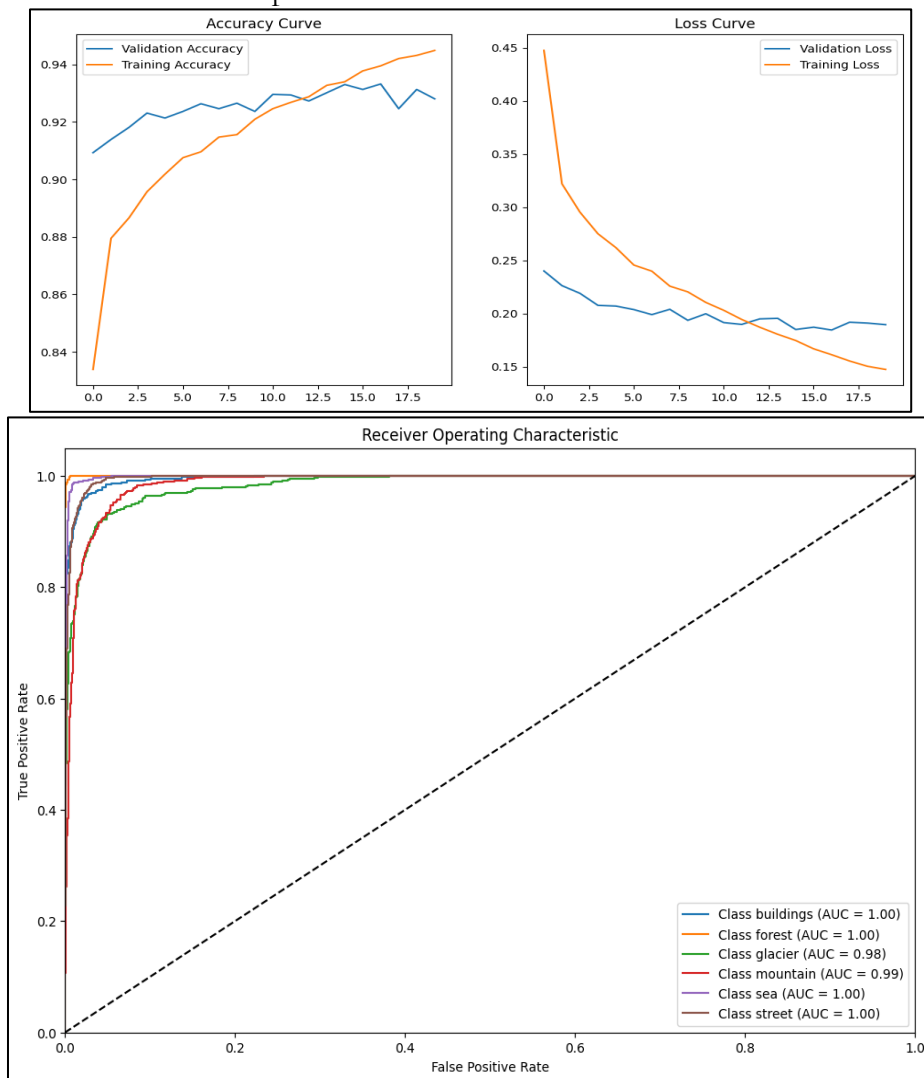 Accuracy Curve
Validation Accuracy
Training Accuracy
0.94
0.92
0.90
0.88
0.86
0.84
0.0 2.5 5.0 7.5 10.0 12.5 15.0 17.5
Loss Curve
Validation Loss
Training Loss
0.45
0.40
0.35
0.30
0.25
0.20
0.15
0.0 2.5 5.0 7.5 10.0 12.5 15.0 17.5
Receiver Operating Characteristic
True Positive Rate
1.0
0.8
0.6
0.4
0.2
0.0
Class buildings (AUC = 1.00)
Class forest (AUC = 1.00)
Class glacier (AUC = 0.98)
Class mountain (AUC = 0.99)
Class sea (AUC = 1.00)
Class street (AUC = 1.00)
0.0 0.2 0.4 0.6 0.8 1.0
False Positive Rate